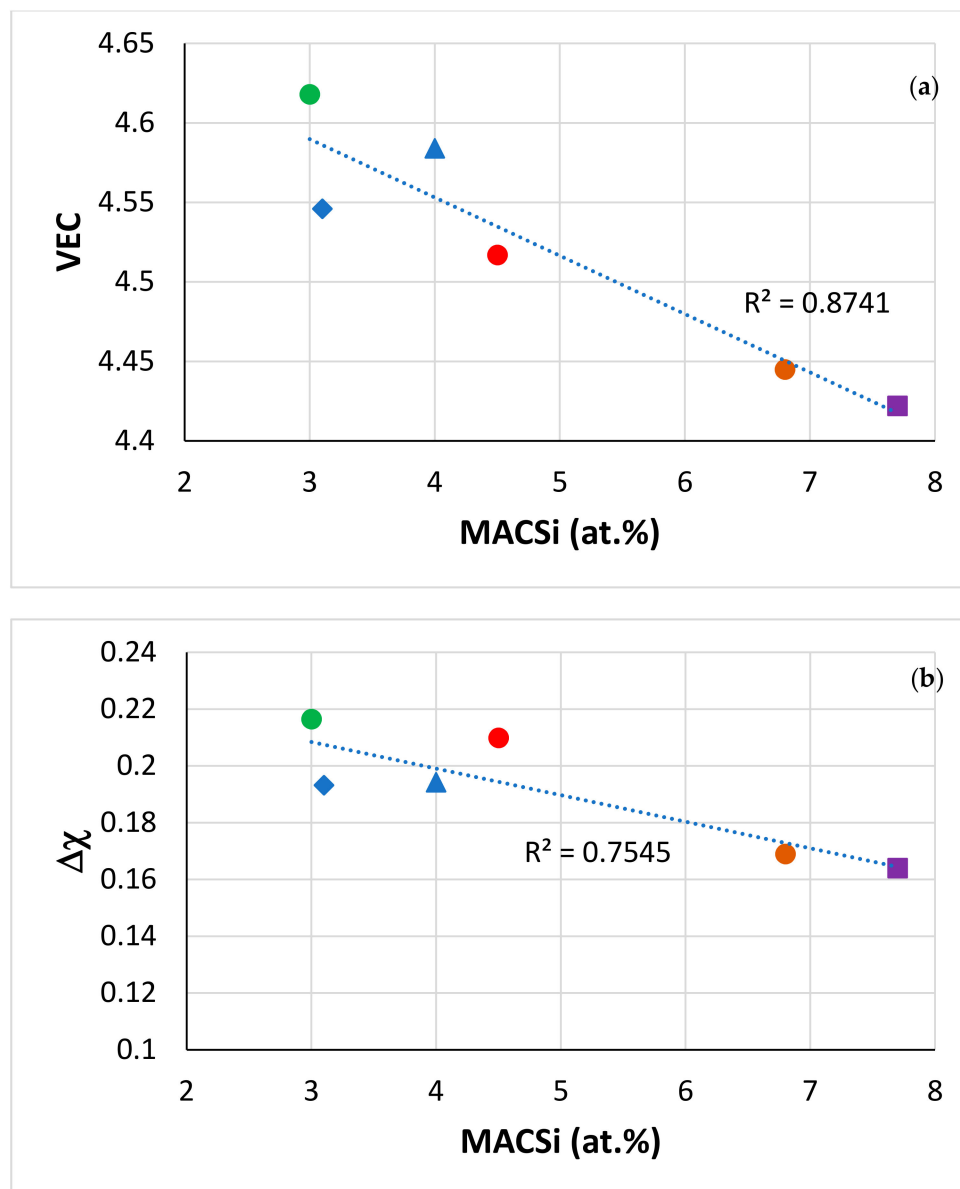 4.65
(a)
4.6
4.55
VEC
4.5
R² = 0.8741
4.45
4.4
2 3 4 5 6 7 8
MACSi (at.%)
0.24
(b)
0.22
0.2
0.18
Δχ
R² = 0.7545
0.16
0.14
0.12
0.1
2 3 4 5 6 7 8
MACSi (at.%)